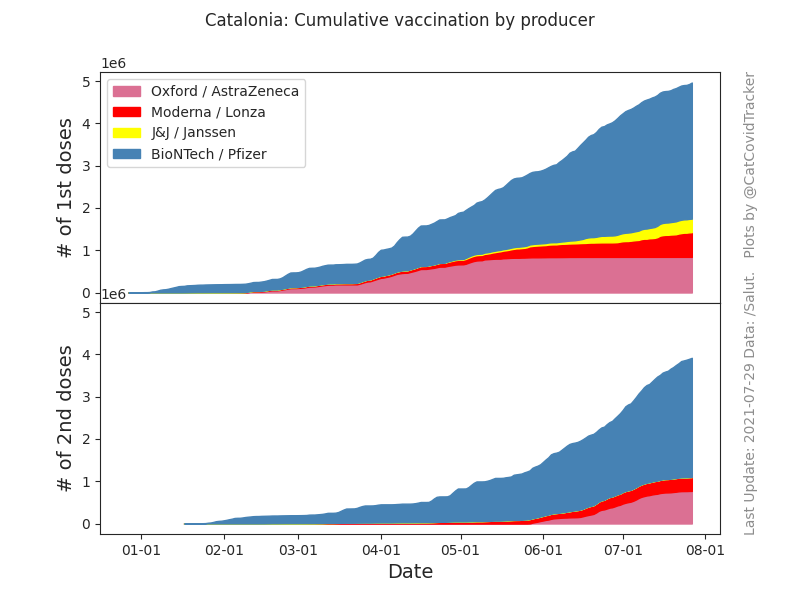 Catalonia: Cumulative vaccination by producer
1e6
Oxford / AstraZeneca
Moderna / Lonza
J&J / Janssen
BioNTech / Pfizer
5
4
3
2
1
0
# of 1st doses
1e6
5
4
3
2
1
0
# of 2nd doses
01-01 02-01 03-01 04-01 05-01 06-01 07-01 08-01
Date
Last Update: 2021-07-29 Data: /Salut. Plots by @CatCovidTracker